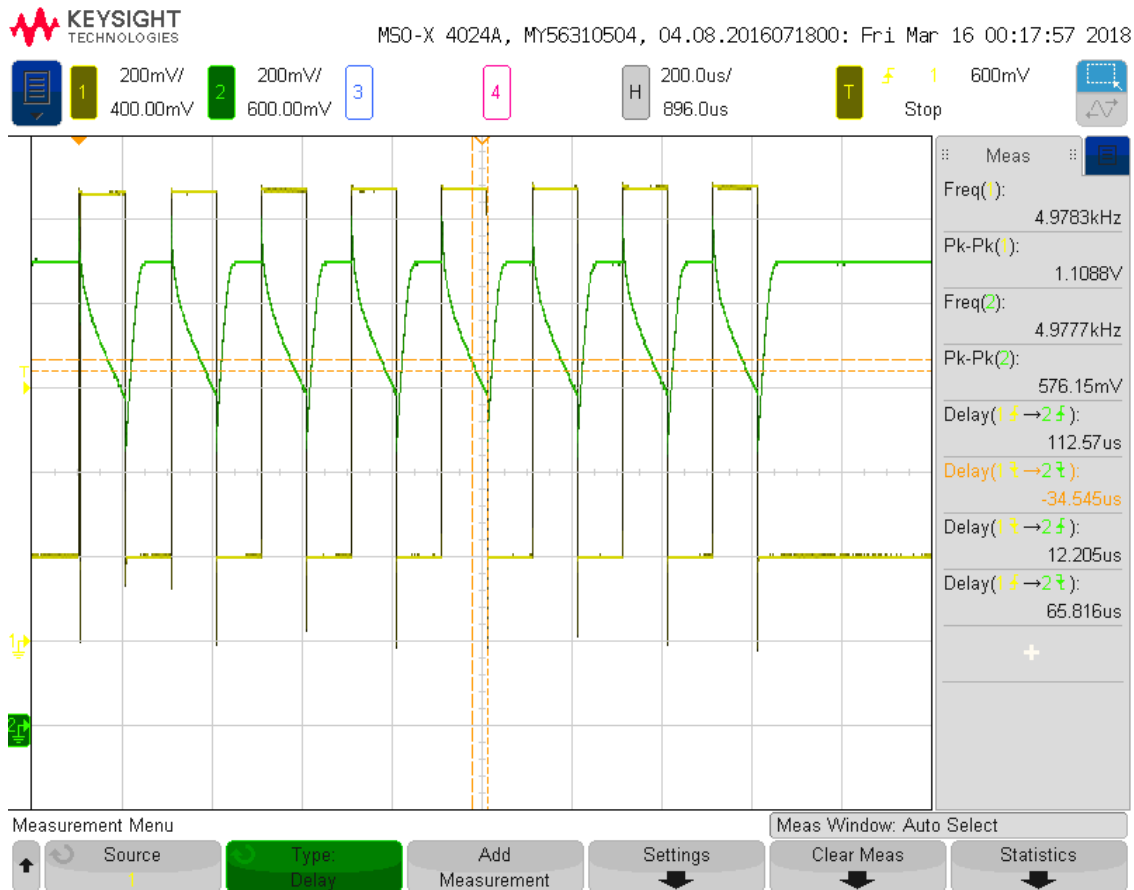 KEYSIGHT
TECHNOLOGIES
MSO-X 4024A, MY56310504, 04.08.2016071800: Fri Mar 16 00:17:57 2018
1 200mV/ 2 200mV/ 3 4 H 200.0us/ T 1 600mV
400.00mV 600.00mV 896.0us Stop
Meas
Freq(1):
4.9783kHz
Pk-Pk(1):
1.1088V
Freq(2):
4.9777kHz
Pk-Pk(2):
576.15mV
Delay(1→2):
112.57us
Delay(1→2):
-34.545us
Delay(1→2):
12.205us
Delay(1→2):
65.816us
+
T
1
2
Measurement Menu
Meas Window: Auto Select
Source
1
Type:
Delay
Add
Measurement
Settings
Clear Meas
Statistics